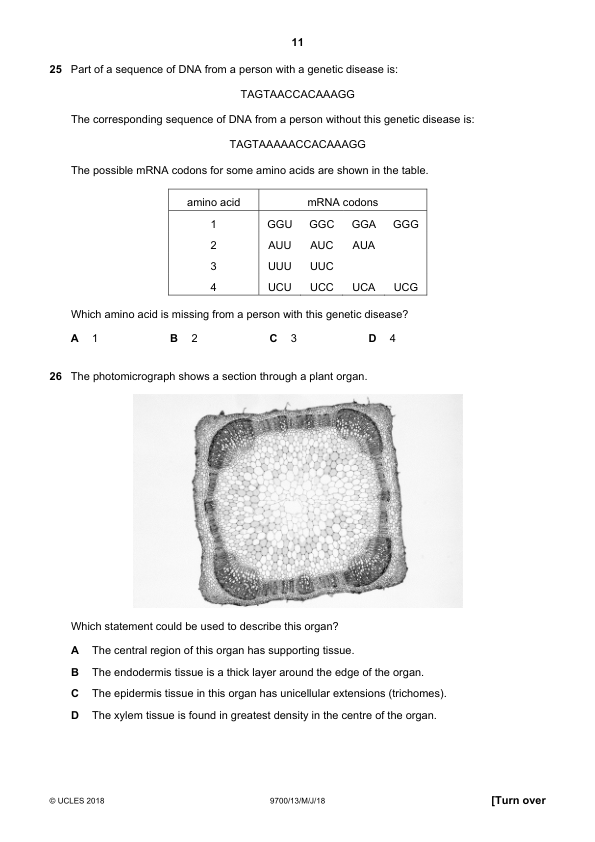 11
25 Part of a sequence of DNA from a person with a genetic disease is:
TAGTAACCACAAAGG
The corresponding sequence of DNA from a person without this genetic disease is:
TAGTAAAAACCACAAAGG
The possible mRNA codons for some amino acids are shown in the table.
amino acid mRNA codons
1 GGU GGC GGA GGG
2 AUU AUC AUA
3 UUU UUC
4 UCU UCC UCA UCG
Which amino acid is missing from a person with this genetic disease?
A 1 B 2 C 3 D 4
26 The photomicrograph shows a section through a plant organ.
Which statement could be used to describe this organ?
A The central region of this organ has supporting tissue.
B The endodermis tissue is a thick layer around the edge of the organ.
C The epidermis tissue in this organ has unicellular extensions (trichomes).
D The xylem tissue is found in greatest density in the centre of the organ.
© UCLES 2018 9700/13/M/J/18 [Turn over